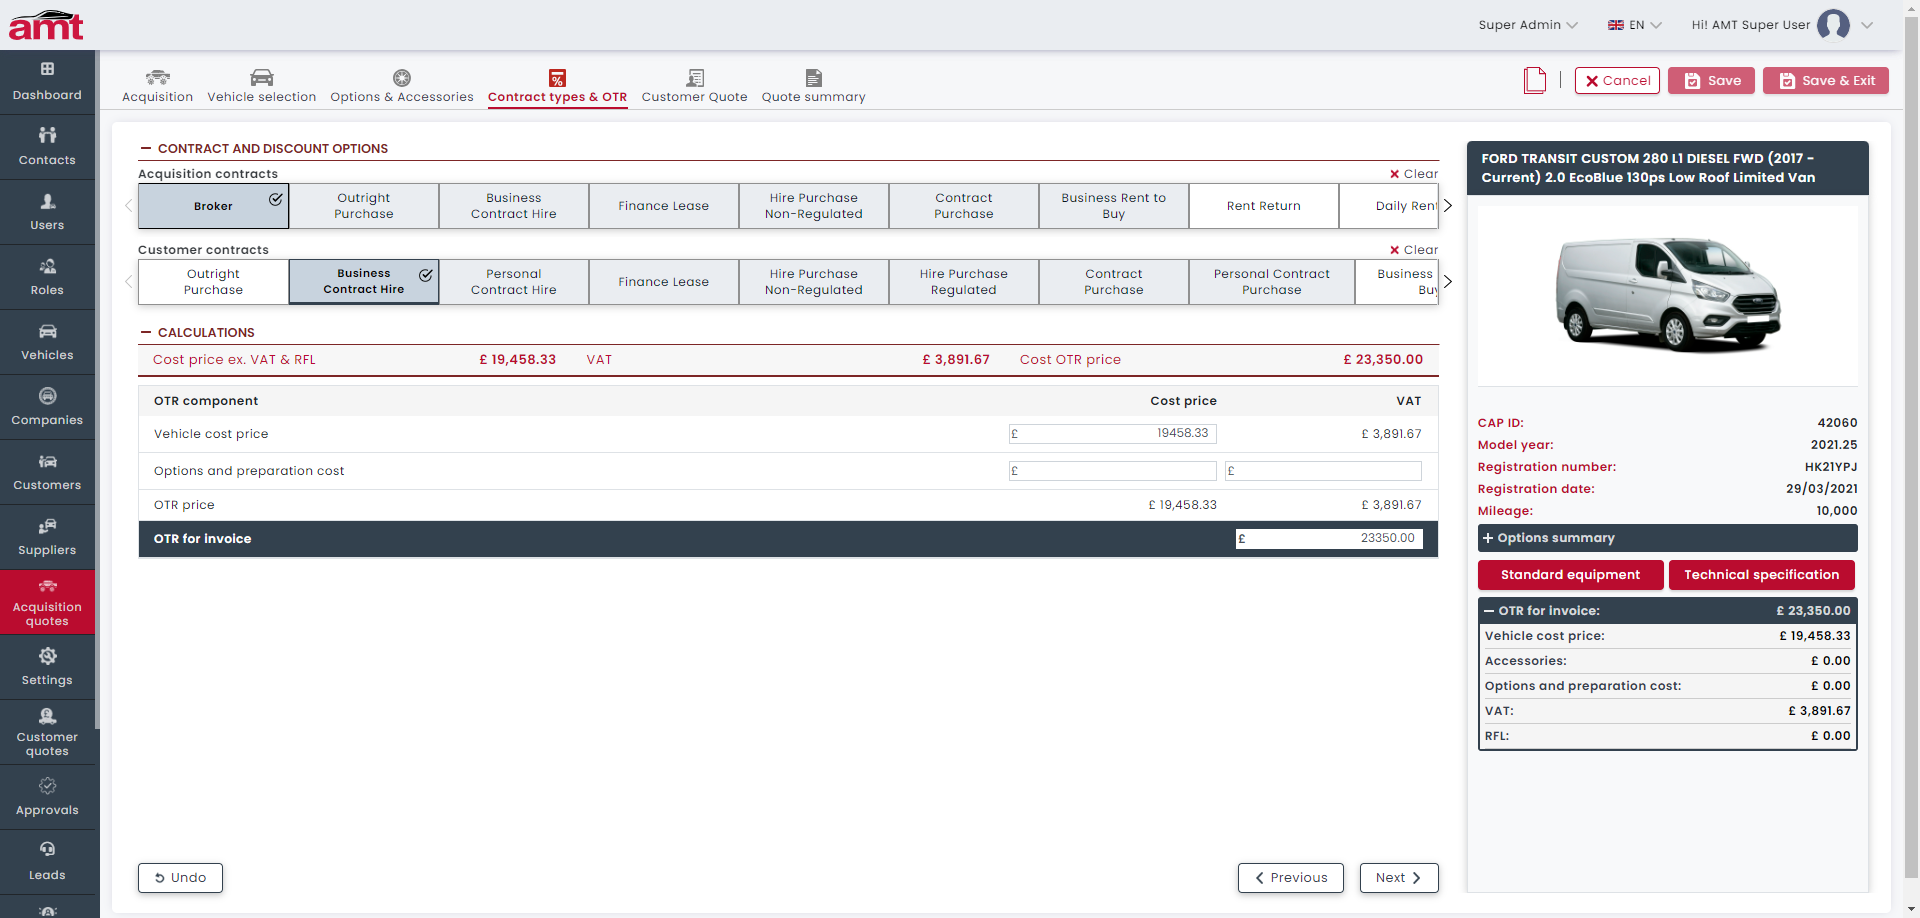 amt
Super Admin
EN
Hi! AMT Super User
Dashboard
Contacts
Users
Roles
Vehicles
Companies
Customers
Suppliers
Acquisition
quotes
Settings
Customer
quotes
Approvals
Leads
Acquisition
Vehicle selection
Options & Accessories
Contract types & OTR
Customer Quote
Quote summary
Cancel
Save
Save & Exit
CONTRACT AND DISCOUNT OPTIONS
Acquisition contracts
Clear
Broker
Outright
Purchase
Business
Contract Hire
Finance Lease
Hire Purchase
Non-Regulated
Contract
Purchase
Business Rent to
Buy
Rent Return
Daily Rent
Customer contracts
Clear
Outright
Purchase
Business
Contract Hire
Personal
Contract Hire
Finance Lease
Hire Purchase
Non-Regulated
Hire Purchase
Regulated
Contract
Purchase
Personal Contract
Purchase
Business
Buy
CALCULATIONS
Cost price ex. VAT & RFL £ 19,458.33 VAT £ 3,891.67 Cost OTR price £ 23,350.00
OTR component Cost price VAT
Vehicle cost price £ 19458.33 £ 3,891.67
Options and preparation cost £ £
OTR price £ 19,458.33 £ 3,891.67
OTR for invoice £ 23350.00
Undo
Previous
Next
FORD TRANSIT CUSTOM 280 L1 DIESEL FWD (2017 -
Current) 2.0 EcoBlue 130ps Low Roof Limited Van
CAP ID: 42060
Model year: 2021.25
Registration number: HK21YPJ
Registration date: 29/03/2021
Mileage: 10,000
Options summary
Standard equipment
Technical specification
OTR for invoice: £ 23,350.00
Vehicle cost price: £ 19,458.33
Accessories: £ 0.00
Options and preparation cost: £ 0.00
VAT: £ 3,891.67
RFL: £ 0.00